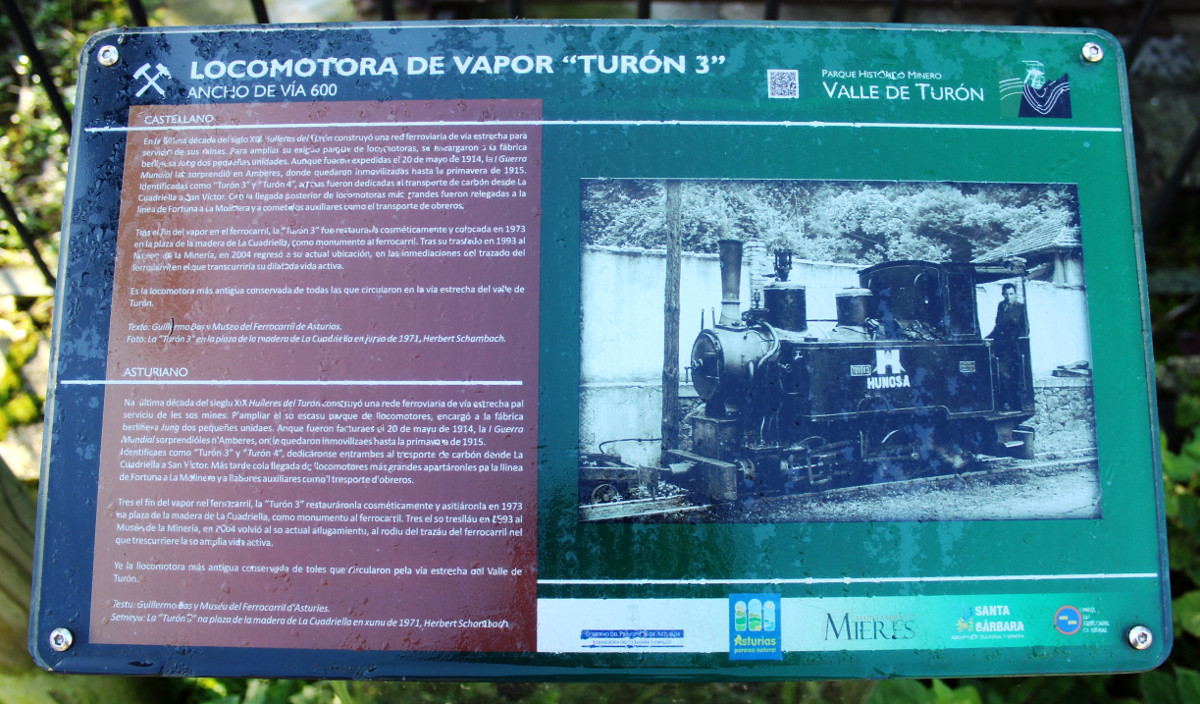 LOCOMOTORA DE VAPOR “TURÓN 3”
ANCHO DE VÍA 600
PARQUE HISTÓRICO MINERO
VALLE DE TURÓN
CASTELLANO
En la última década del siglo XIX Hulleras del Turón construyó una red ferroviaria de vía estrecha para
servicio de sus minas. Para ampliar su exiguo parque de locomotoras, se encargaron a la fábrica
berlinesa Jung dos pequeñas unidades. Aunque fueron expedidas el 20 de mayo de 1914, la I Guerra
Mundial las sorprendió en Amberes, donde quedaron inmovilizadas hasta la primavera de 1915.
Identificadas como “Turón 3” y “Turón 4”, ambas fueron dedicadas al transporte de carbón desde La
Cuadriella a San Víctor. Con la llegada posterior de locomotoras más grandes fueron relegadas a la
línea de Fortuna a La Molinera y a cometidos auxiliares como el transporte de obreros.
Tras el fin del vapor en el ferrocarril, la “Turón 3” fue restaurada cosméticamente y colocada en 1973
en la plaza de la madera de La Cuadriella, como monumento al ferrocarril. Tras su traslado en 1993 al
Museo de la Minería, en 2004 regresó a su actual ubicación, en las inmediaciones del trazado del
ferrocarril en el que transcurriría su dilatada vida activa.
Es la locomotora más antigua conservada de todas las que circularon en la vía estrecha del valle de
Turón.
Texto: Guillermo Bas y Museo del Ferrocarril de Asturias.
Foto: La “Turón 3” en la plaza de la madera de La Cuadriella en junio de 1971, Herbert Schambach.
ASTURIANO
Na última década del sieglu XIX Hulleres del Turón construyó una rede ferroviaria de vía estrecha pal
serviciu de les sos mines. P'ampliar el so escasu parque de llocomotores, encargó a la fábrica
berlinesa Jung dos pequeñes unidaes. Anque fueron facturaes el 20 de mayo de 1914, la I Guerra
Mundial sorprendióles n'Amberes, onde quedaron inmovilizaes hasta la primavera de 1915.
Identificaes como “Turón 3” y “Turón 4”, dedicáronse entrambes al tresporte de carbón dende La
Cuadriella a San Víctor. Más tarde cola llegada de llocomotores más grandes apartáronles pa la llinea
de Fortuna a La Molinera y a llabores auxiliares como'l tresporte d'obreros.
Tres el fin del vapor nel ferrocarril, la “Turón 3” restauráronla cosméticamente y asitiáronla en 1973
na plaza de la madera de La Cuadriella, como monumento al ferrocarril. Tres el so tresllau en 1993 al
Muséu de la Minería, en 2004 volvió al so actual allugamientu, al rodiu del trazáu del ferrocarril nel
que trescurriere la so amplia vida activa.
Ye la llocomotora más antigua conservada de toles que circularon pela vía estrecha del Valle de
Turón.
Testu: Guillermo Bas y Muséu del Ferrocarril d'Asturies.
Semeya: La “Turón 3” na plaza de la madera de La Cuadriella en xunu de 1971, Herbert Schambach
HUNOSA
GOBIERNO DEL PRINCIPADO DE ASTURIAS
Asturias
paraíso natural
MIERES
SANTA
BÁRBARA